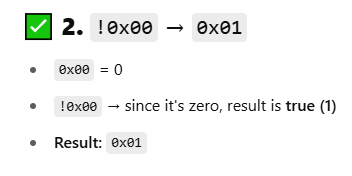 ✅ 2. !0x00 → 0x01
• 0x00 = 0
• !0x00 → since it's zero, result is true (1)
• Result: 0x01